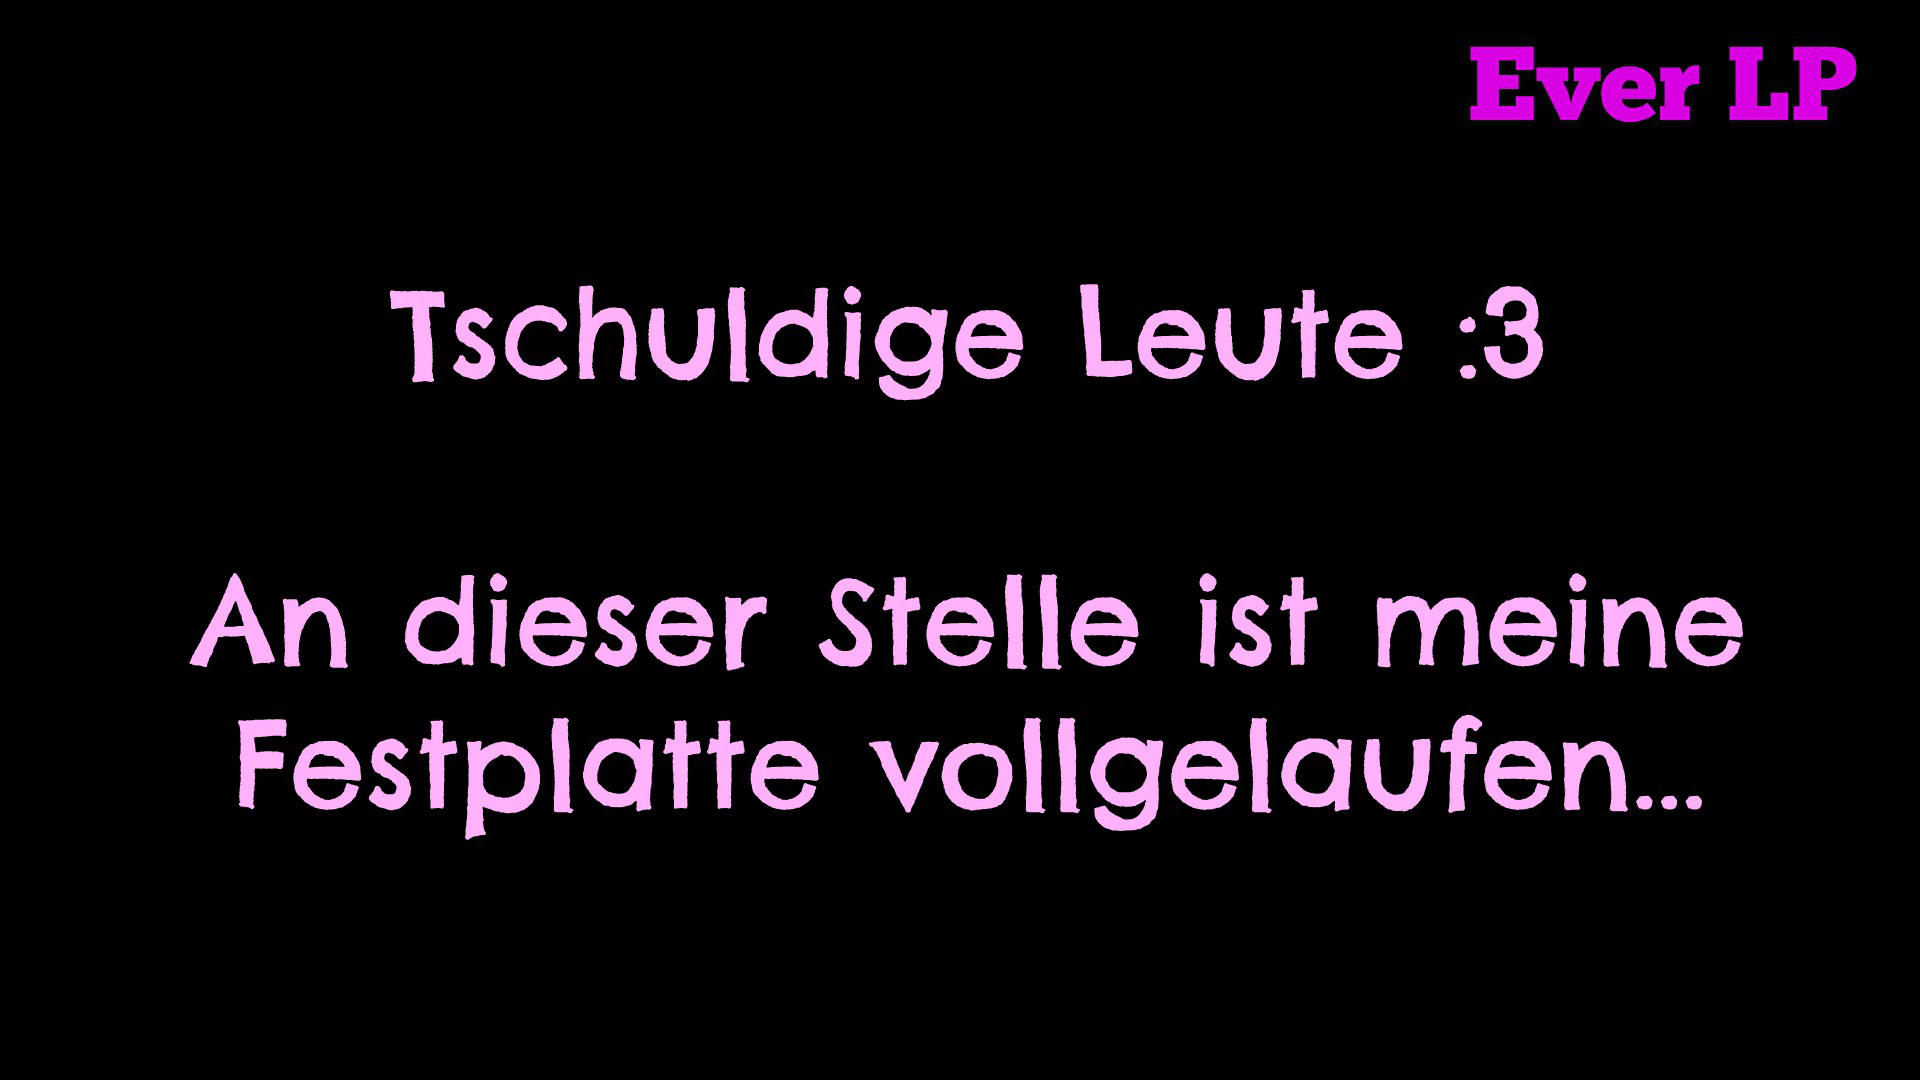 Ever LP
Tschuldige Leute :3
An dieser Stelle ist meine
Festplatte vollgelaufen...